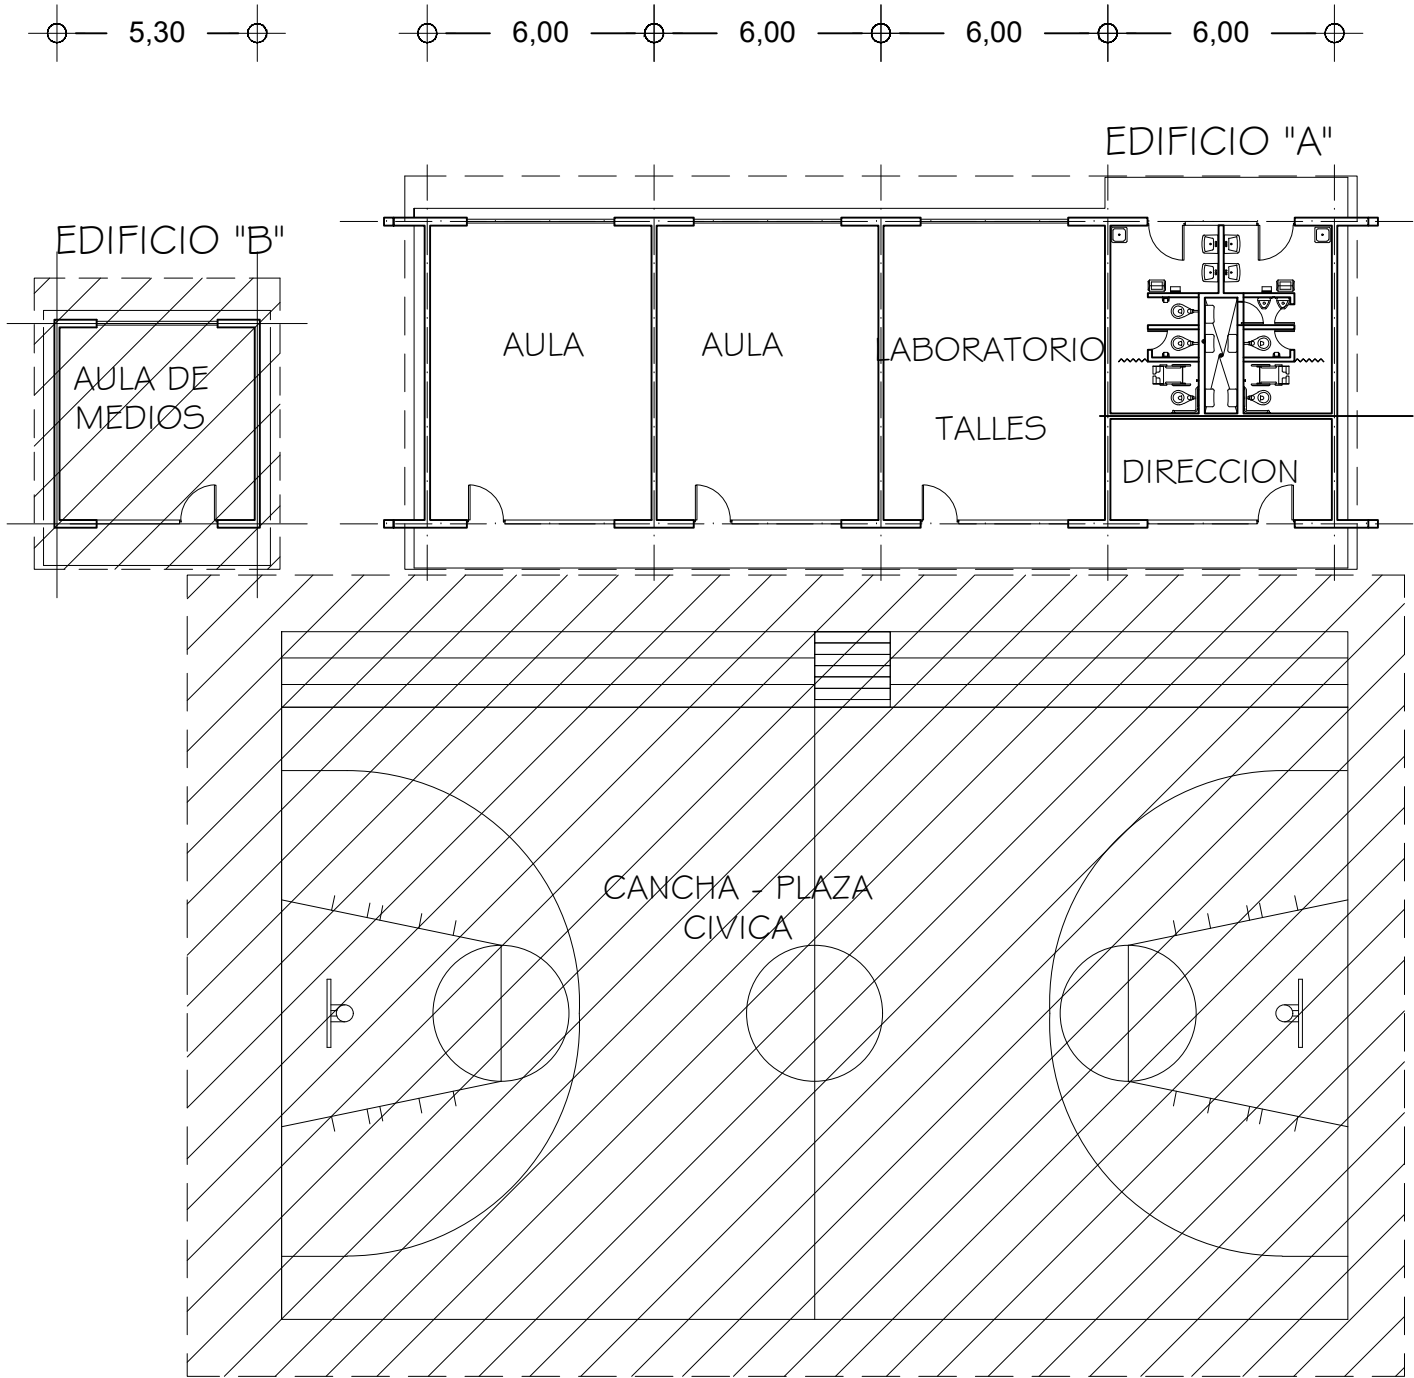 5,30
6,00
6,00
6,00
6,00
EDIFICIO "A"
EDIFICIO "B"
AULA
AULA
LABORATORIO
TALLES
AULA DE
MEDIOS
DIRECCION
CANCHA - PLAZA
CIVICA